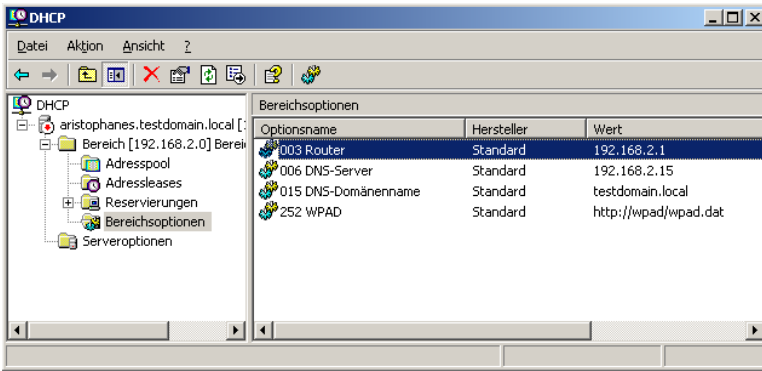 DHCP
Datei Aktion Ansicht ?
DHCP
aristophanes.testdomain.local [
Bereich [192.168.2.0] Berei
Adresspool
Adressleases
Reservierungen
Bereichsoptionen
Serveroptionen
Bereichsoptionen
Optionsname Hersteller Wert
003 Router Standard 192.168.2.1
006 DNS-Server Standard 192.168.2.15
015 DNS-Domänenname Standard testdomain.local
252 WPAD Standard http://wpad/wpad.dat